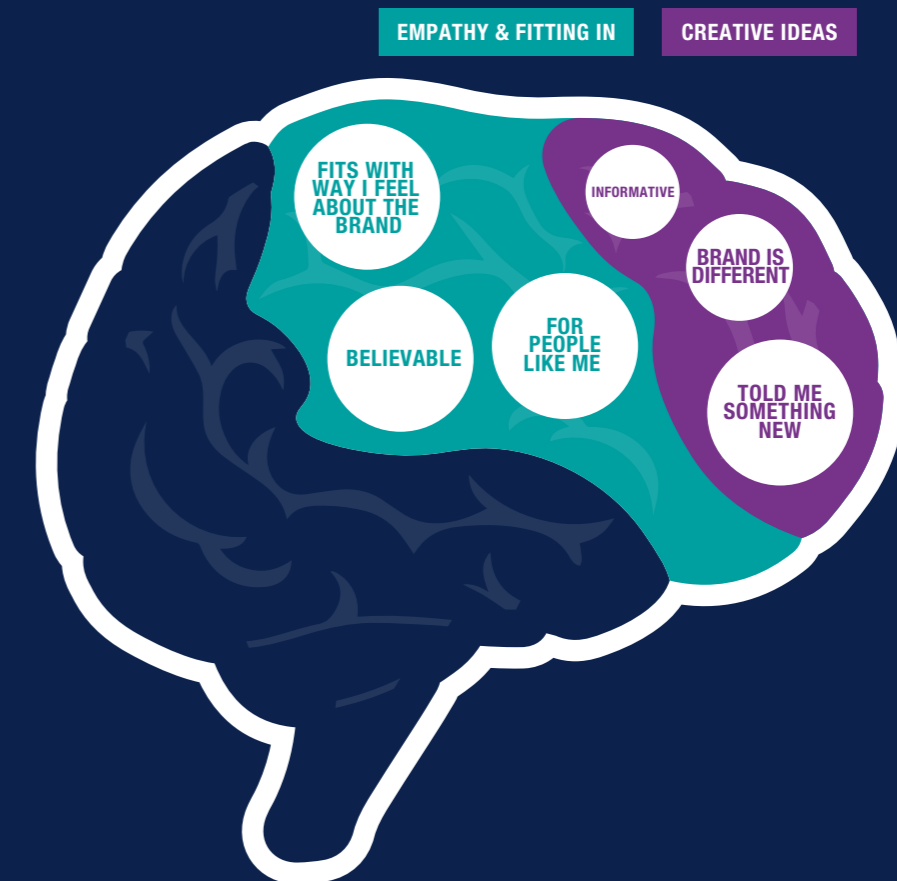 EMPATHY & FITTING IN
CREATIVE IDEAS
FITS WITH
WAY I FEEL
ABOUT THE
BRAND
INFORMATIVE
BRAND IS
DIFFERENT
BELIEVABLE
FOR
PEOPLE
LIKE ME
TOLD ME
SOMETHING
NEW